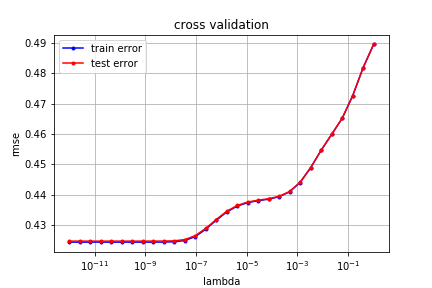 cross validation
train error
test error
rmse
0.49
0.48
0.47
0.46
0.45
0.44
0.43
10⁻¹¹ 10⁻⁹ 10⁻⁷ 10⁻⁵ 10⁻³ 10⁻¹
lambda